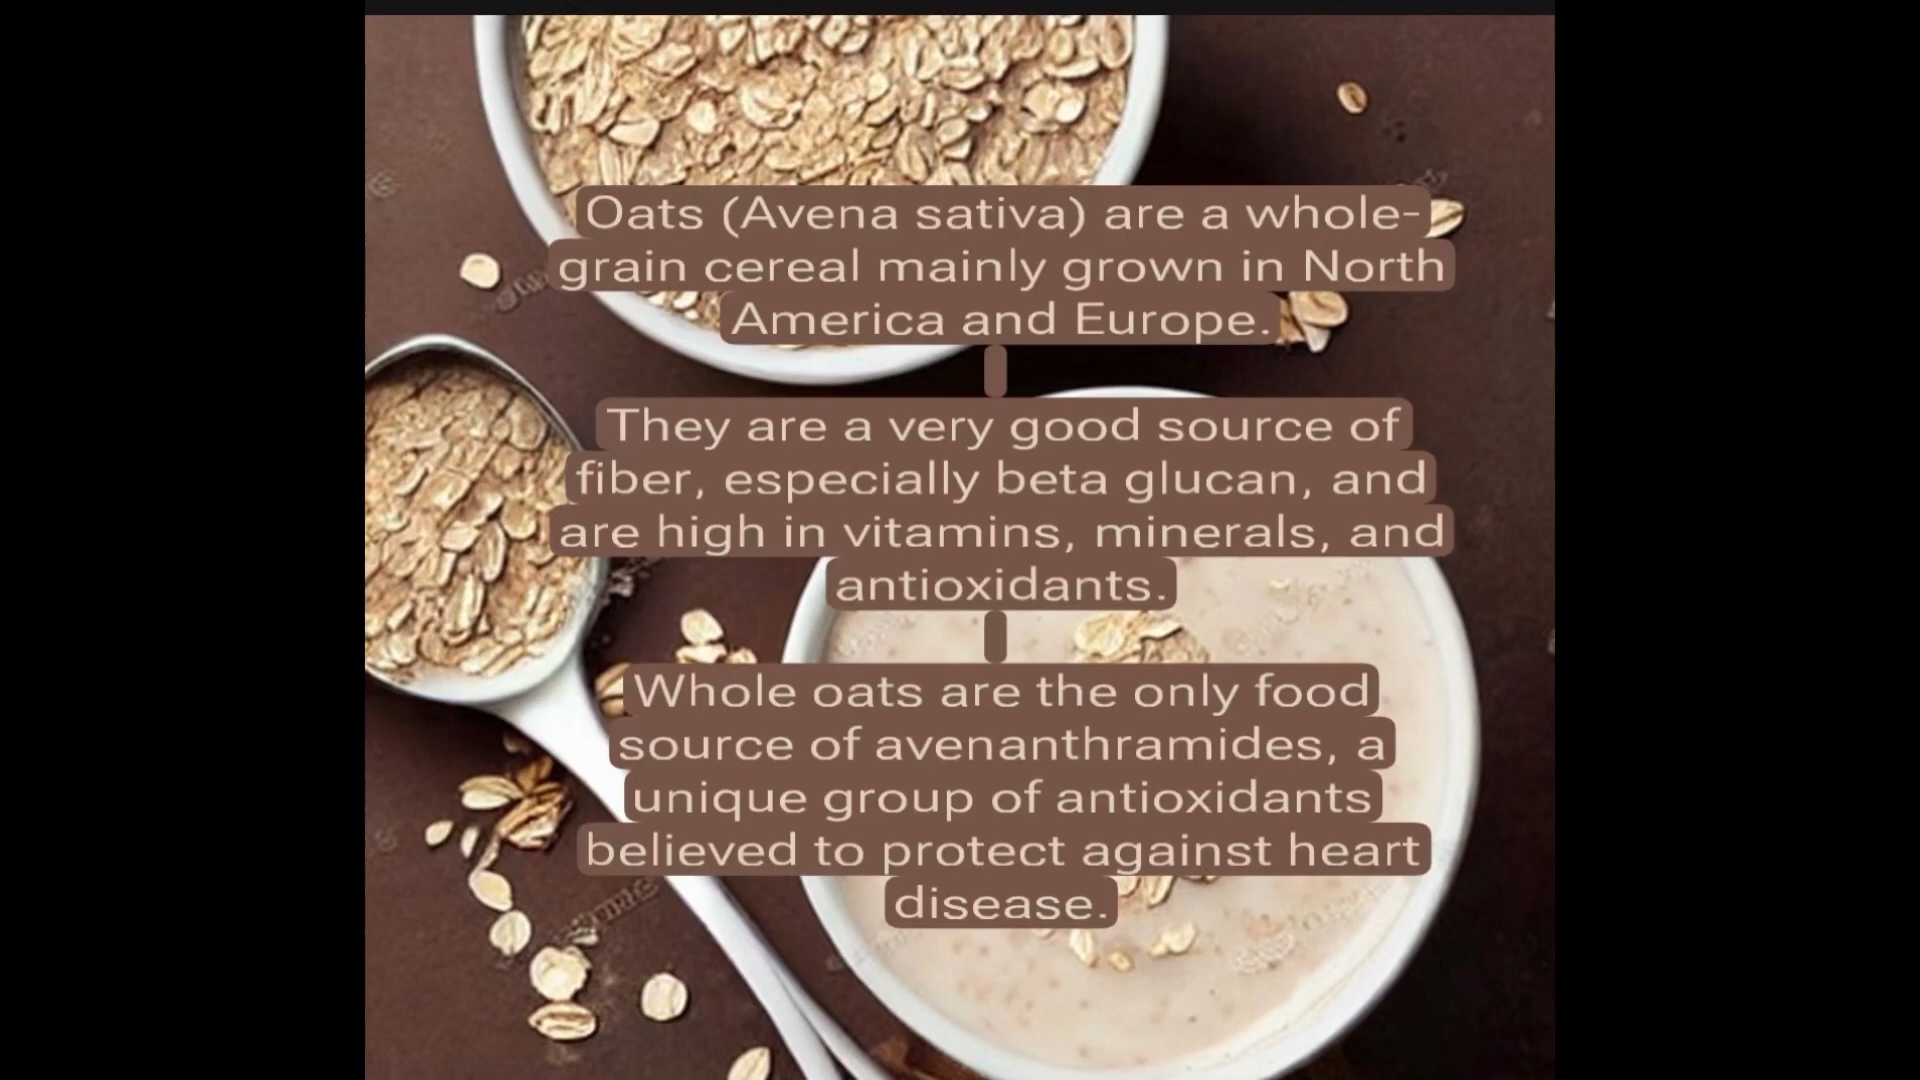 Oats (Avena sativa) are a whole-
grain cereal mainly grown in North
America and Europe.
They are a very good source of
fiber, especially beta glucan, and
are high in vitamins, minerals, and
antioxidants.
Whole oats are the only food
source of avenanthramides, a
unique group of antioxidants
believed to protect against heart
disease.